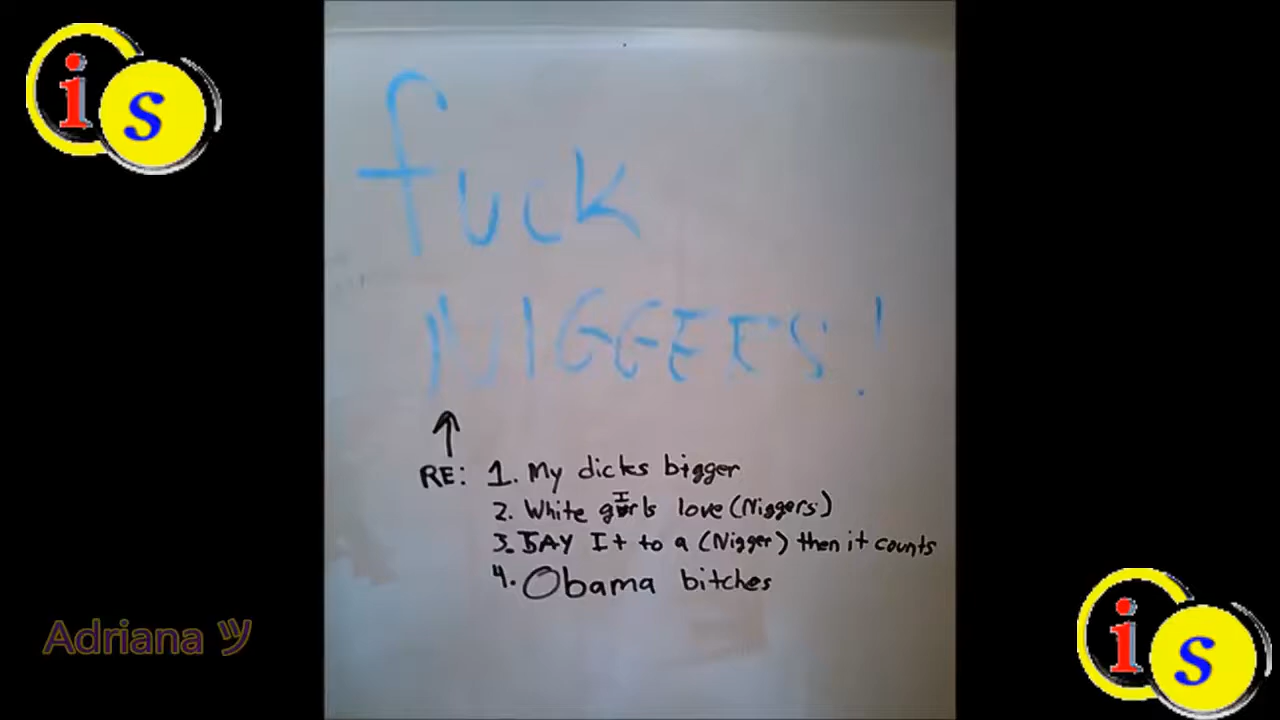 is
fuck
NIGGERS!
RE: 1. My dicks bigger
2. White gIrls love (Niggers)
3. SAY It to a (Nigger) then it counts
4. Obama bitches
Adriana ツ
is